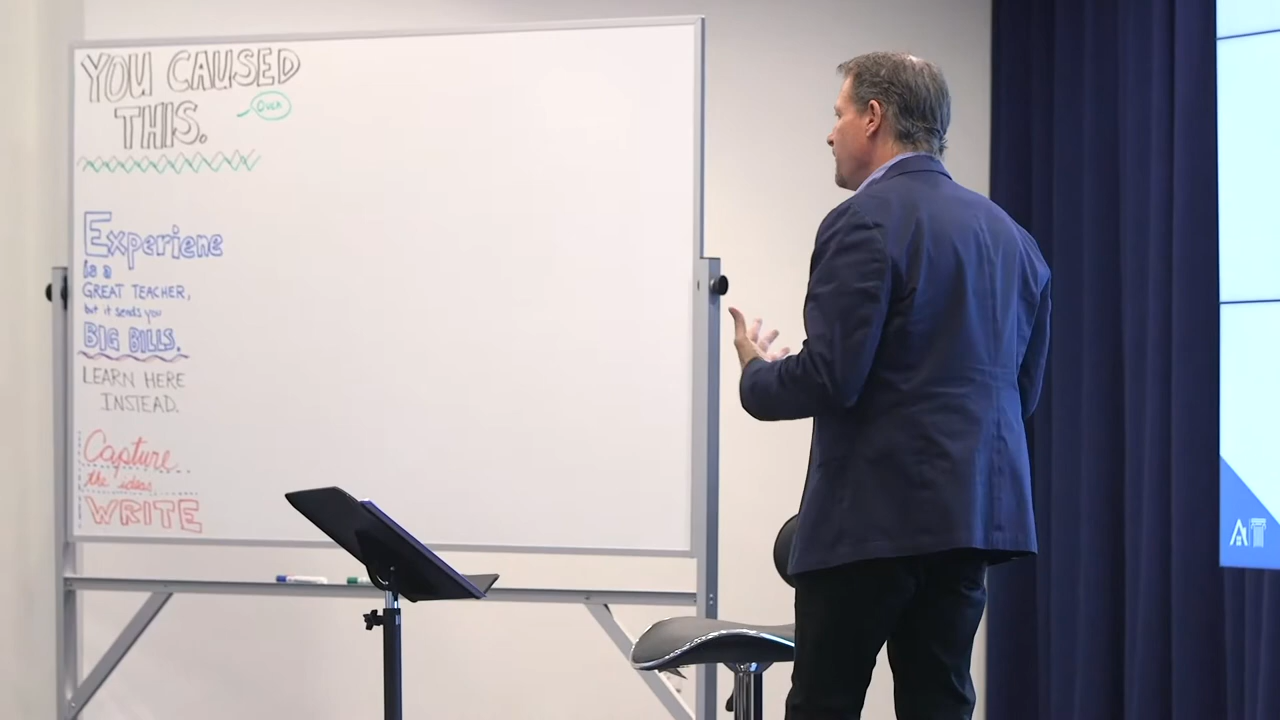 YOU CAUSED
THIS.
OUCH
Experiene
is a
GREAT TEACHER,
but it sends you
BIG BILLS.
LEARN HERE
INSTEAD.
Capture
the ideas
WRITE